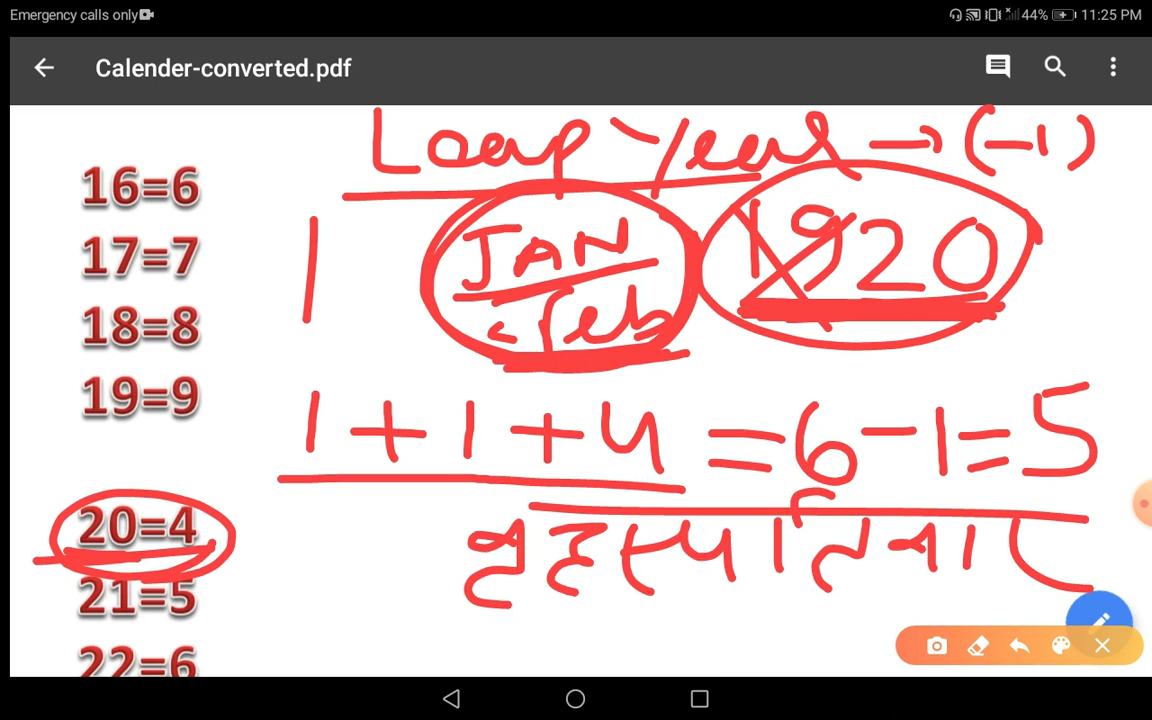 Emergency calls only
44% 11:25 PM
Calender-converted.pdf
Leap Year → (-1)
16=6
17=7
18=8
19=9
20=4
21=5
22=6
1 JAN 1920
Feb
1+1+4=6-1=5
बृहस्पतिवार